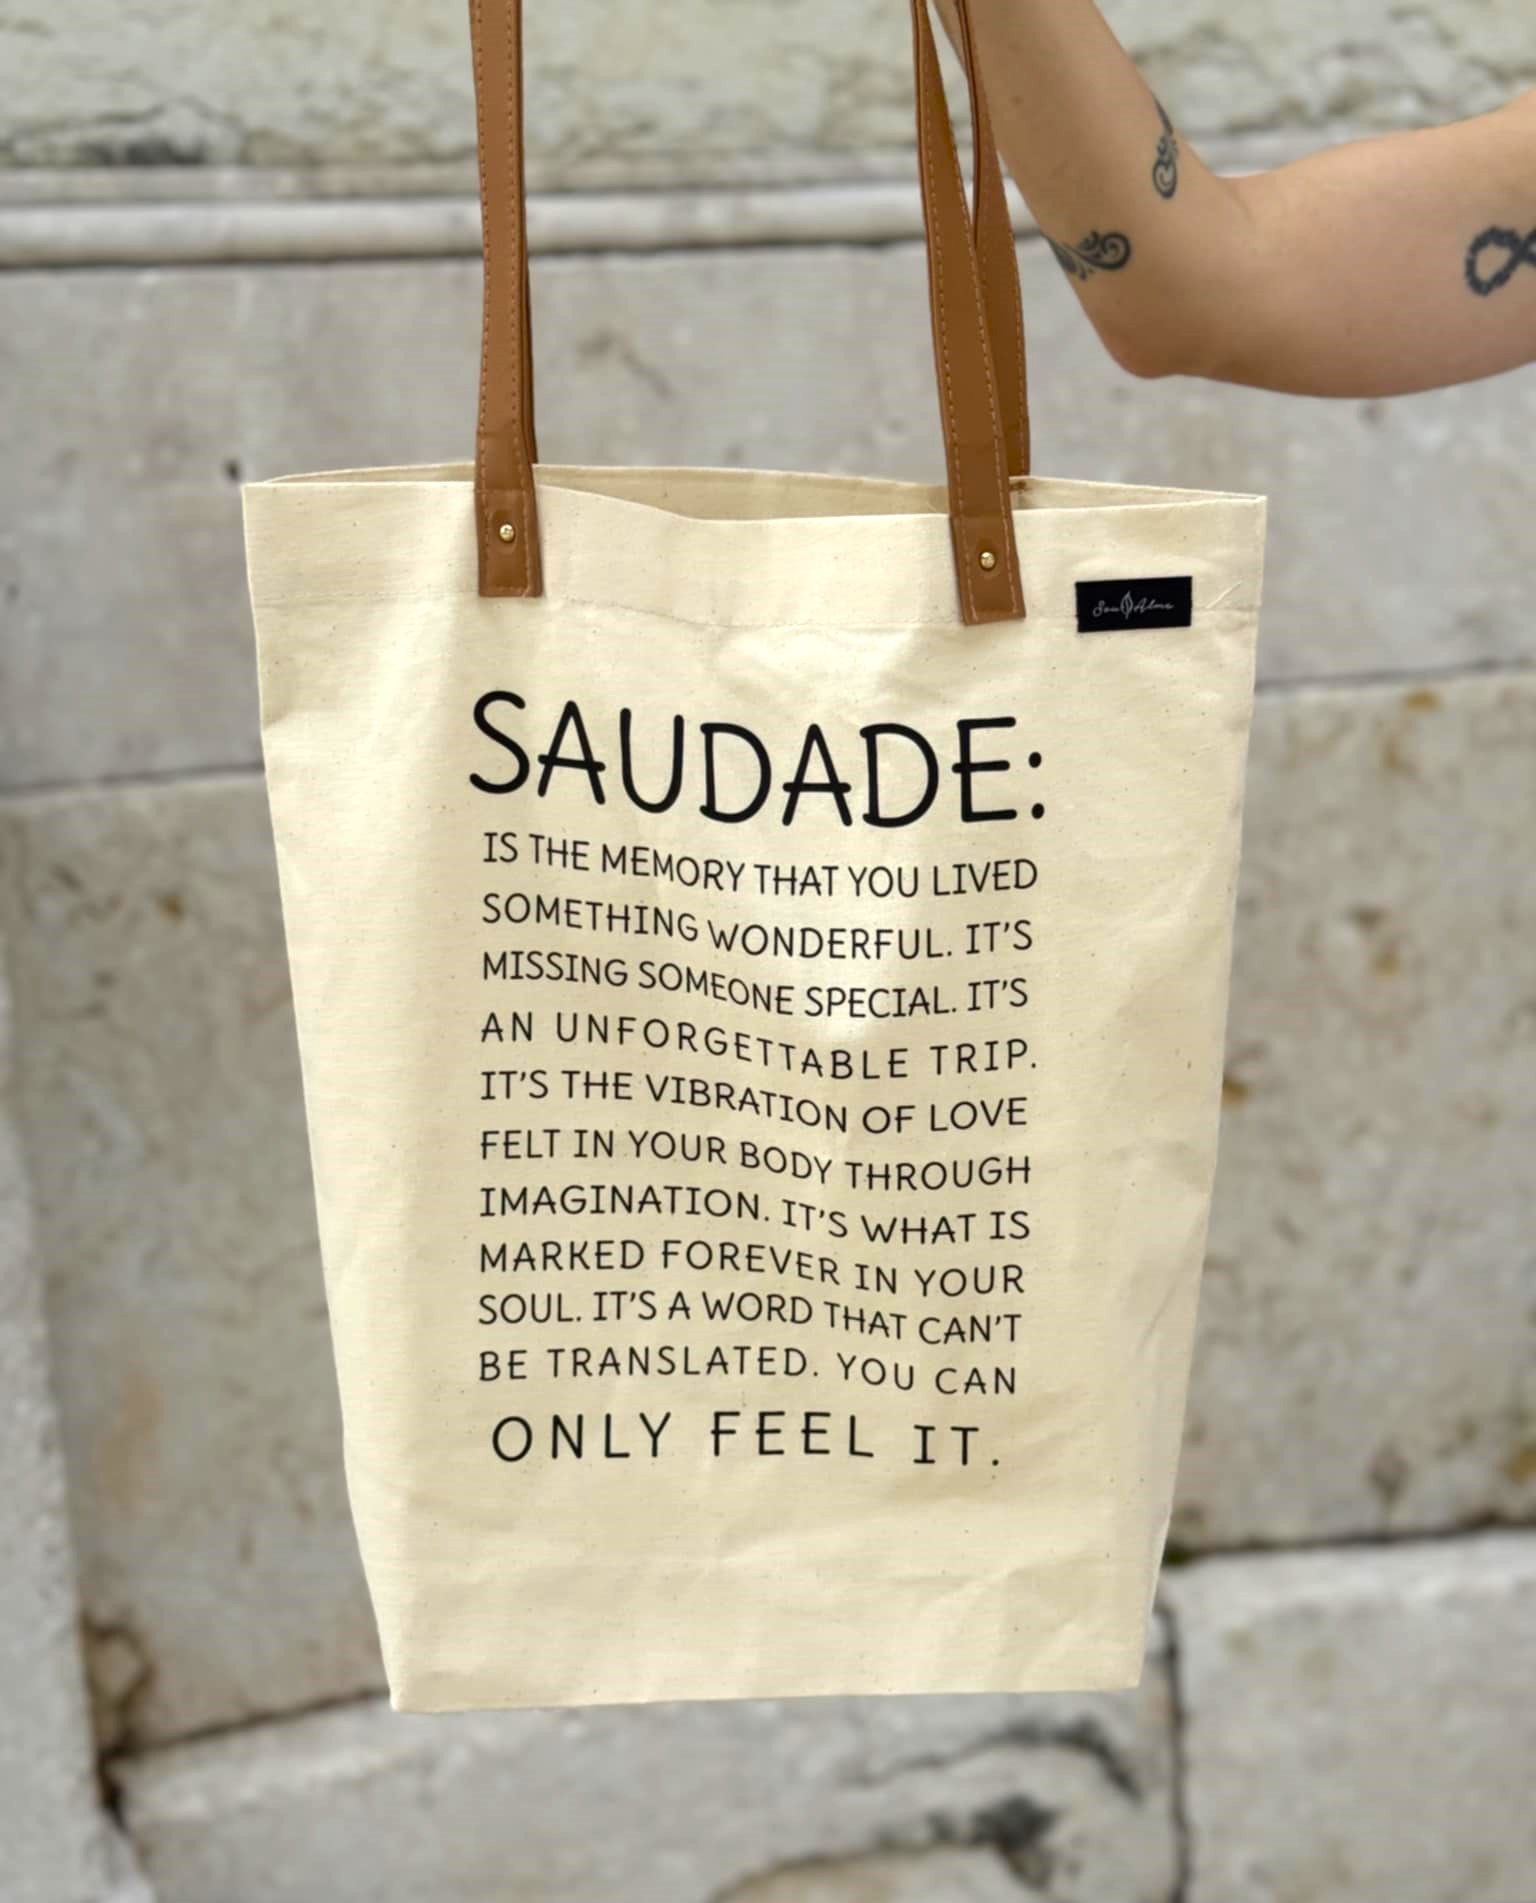 Sou Alma
SAUDADE:
IS THE MEMORY THAT YOU LIVED
SOMETHING WONDERFUL. IT'S
MISSING SOMEONE SPECIAL. IT'S
AN UNFORGETTABLE TRIP.
IT'S THE VIBRATION OF LOVE
FELT IN YOUR BODY THROUGH
IMAGINATION. IT'S WHAT IS
MARKED FOREVER IN YOUR
SOUL. IT'S A WORD THAT CAN'T
BE TRANSLATED. YOU CAN
ONLY FEEL IT.